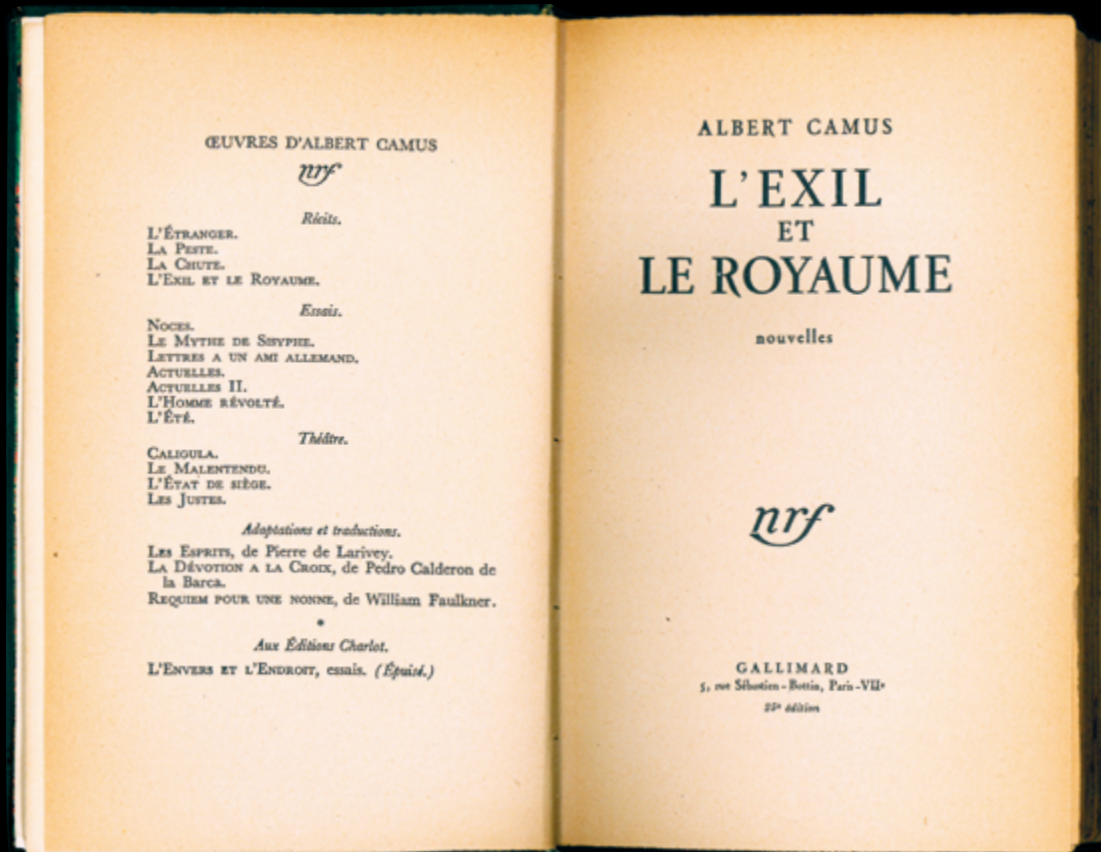 ŒUVRES D'ALBERT CAMUS
nrf
Récits.
L'ÉTRANGER.
LA PESTE.
LA CHUTE.
L'EXIL ET LE ROYAUME.
Essais.
NOCES.
LE MYTHE DE SISYPHE.
LETTRES A UN AMI ALLEMAND.
ACTUELLES.
ACTUELLES II.
L'HOMME RÉVOLTÉ.
L'ÉTÉ.
Théâtre.
CALIGULA.
LE MALENTENDU.
L'ÉTAT DE SIÈGE.
LES JUSTES.
Adaptations et traductions.
LES ESPRITS, de Pierre de Larivey.
LA DÉVOTION A LA CROIX, de Pedro Calderon de
la Barca.
REQUIEM POUR UNE NONNE, de William Faulkner.
*
Aux Éditions Charlot.
L'ENVERS ET L'ENDROIT, essais. (Épuisé.)
ALBERT CAMUS
L'EXIL
ET
LE ROYAUME
nouvelles
nrf
GALLIMARD
5, rue Sébastien-Bottin, Paris-VIIe
25e édition